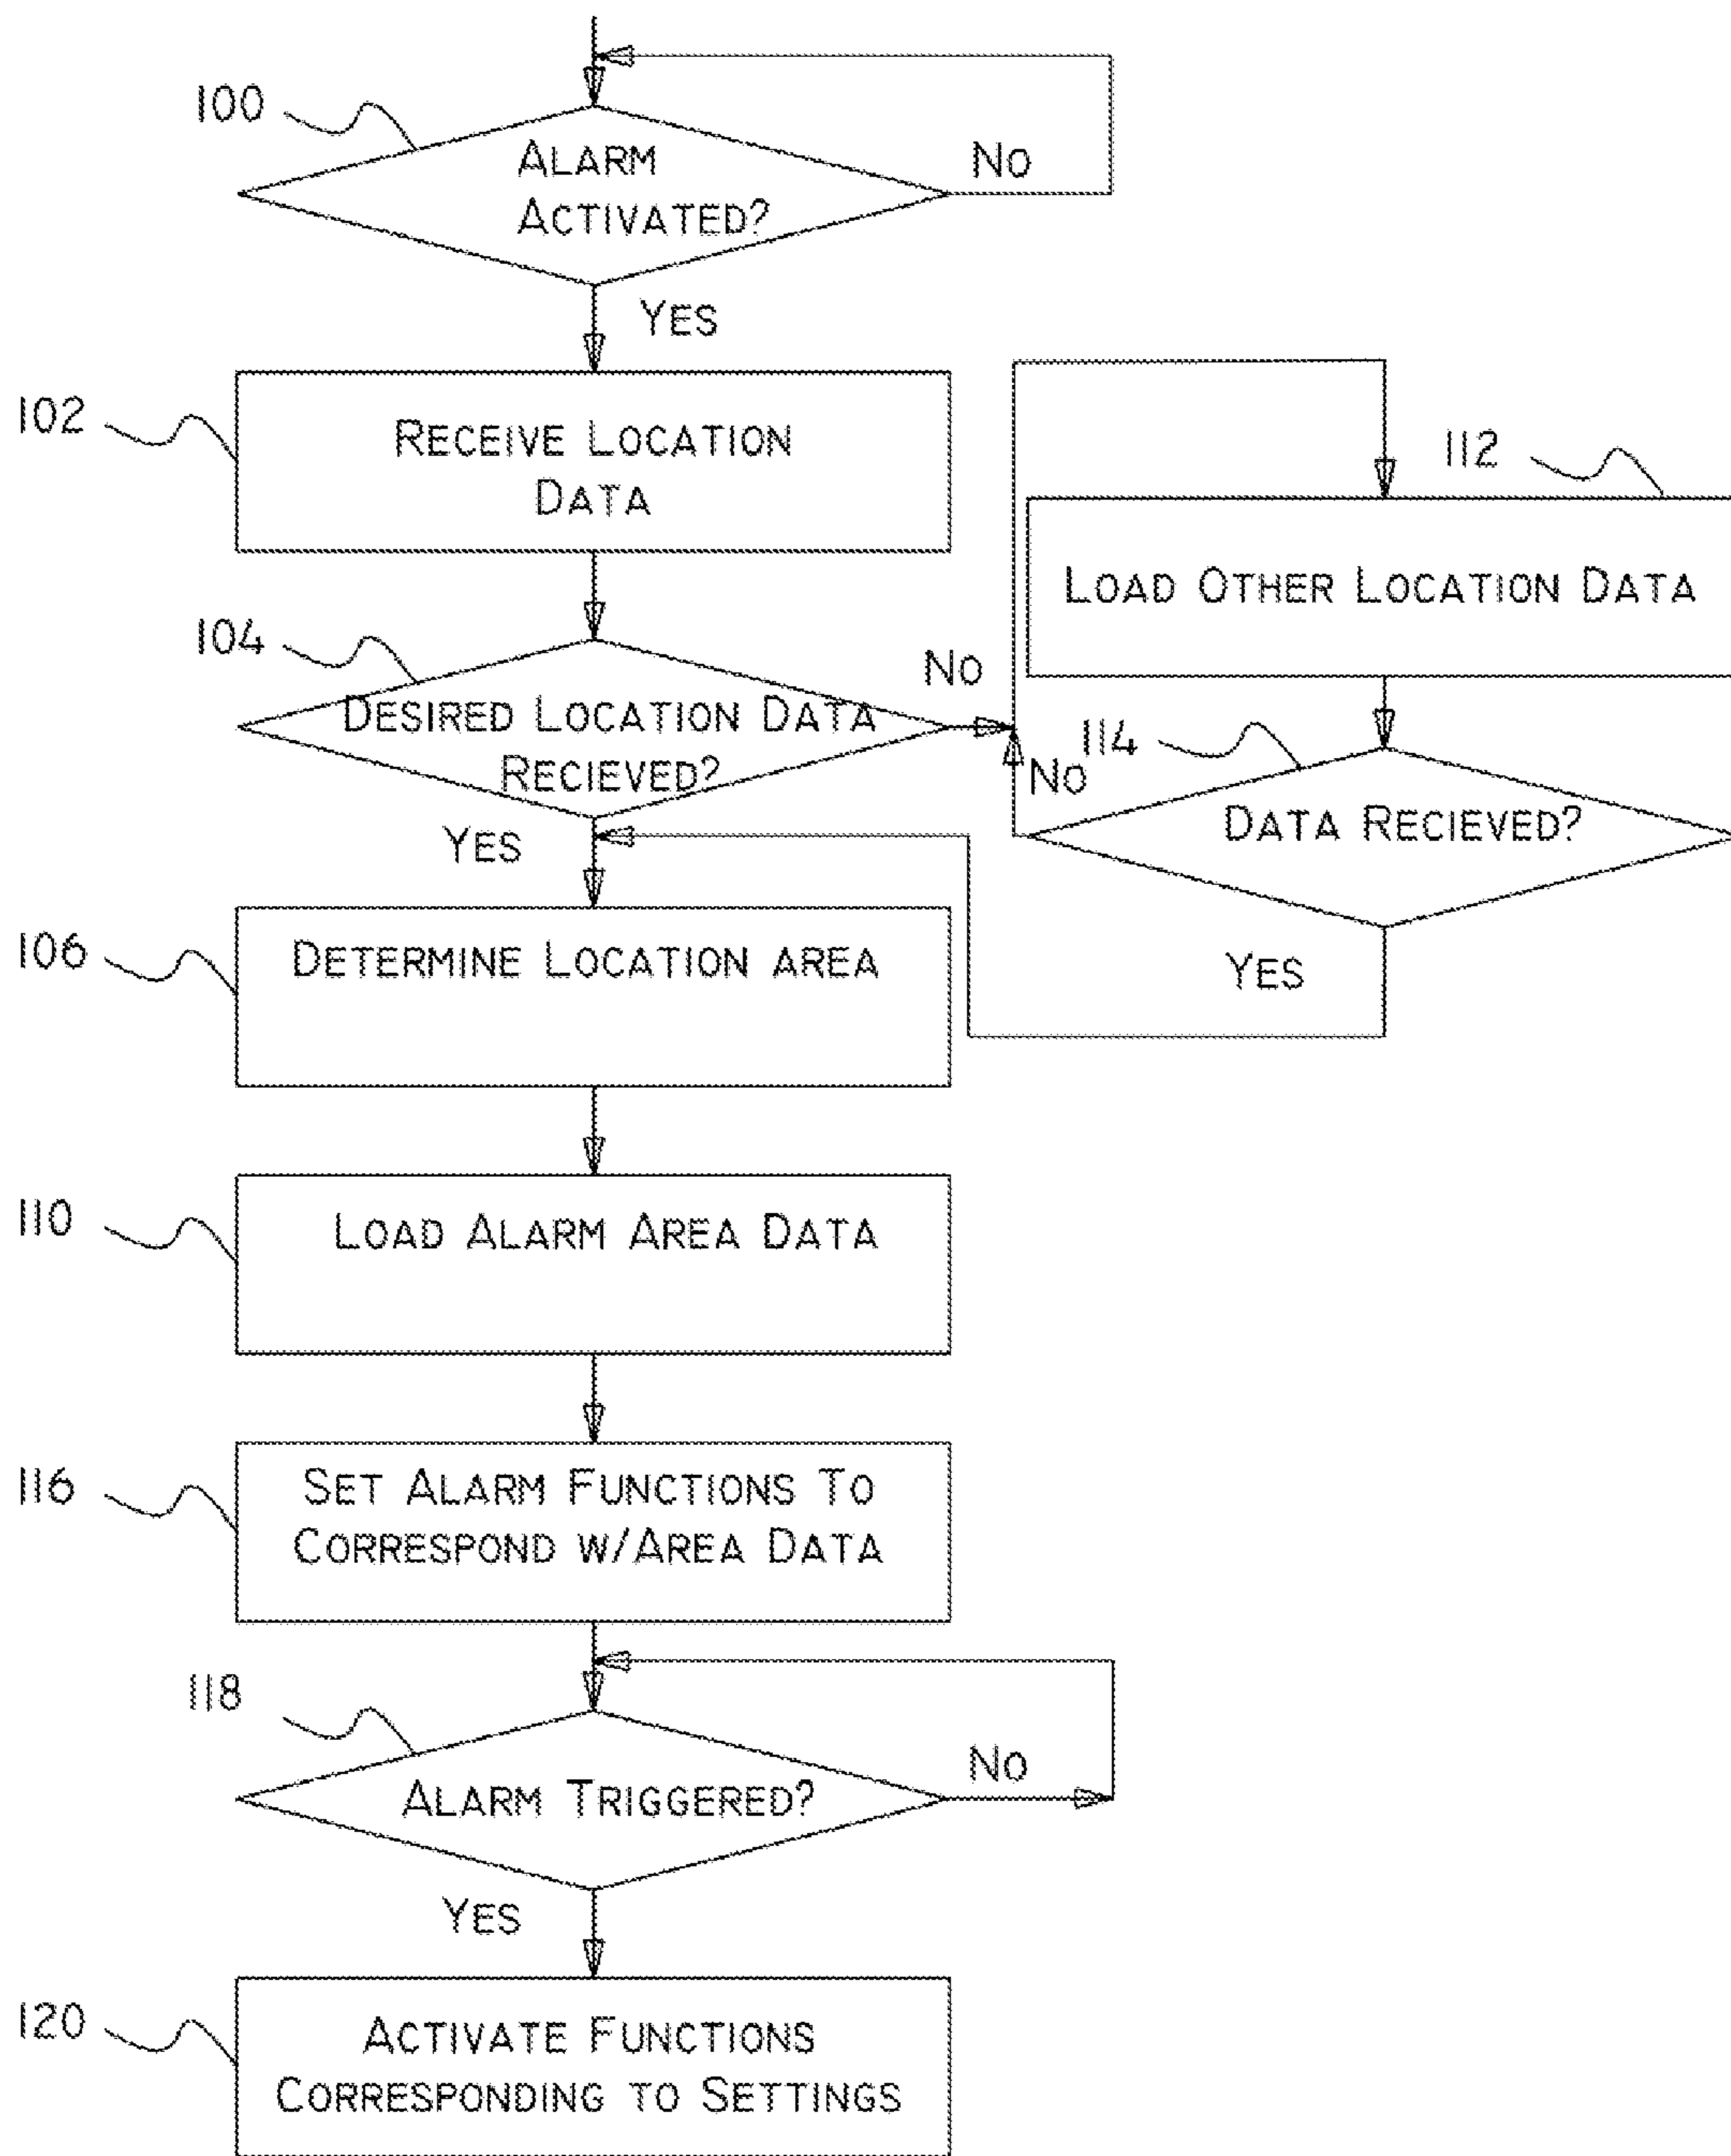 100
ALARM
ACTIVATED?
NO
YES
102
RECEIVE LOCATION
DATA
112
LOAD OTHER LOCATION DATA
104
DESIRED LOCATION DATA
RECIEVED?
NO
YES
114
NO
DATA RECIEVED?
YES
106
DETERMINE LOCATION AREA
110
LOAD ALARM AREA DATA
116
SET ALARM FUNCTIONS TO
CORRESPOND W/AREA DATA
118
ALARM TRIGGERED?
NO
YES
120
ACTIVATE FUNCTIONS
CORRESPONDING TO SETTINGS